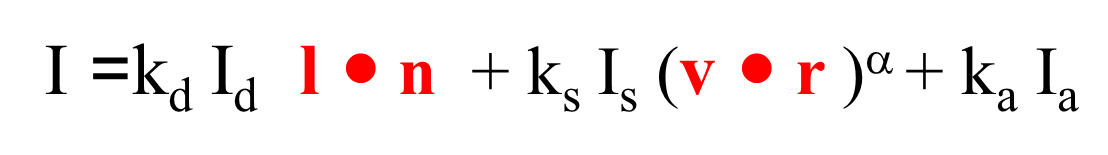 I =k_d I_d l • n + k_s I_s (v • r )^α + k_a I_a